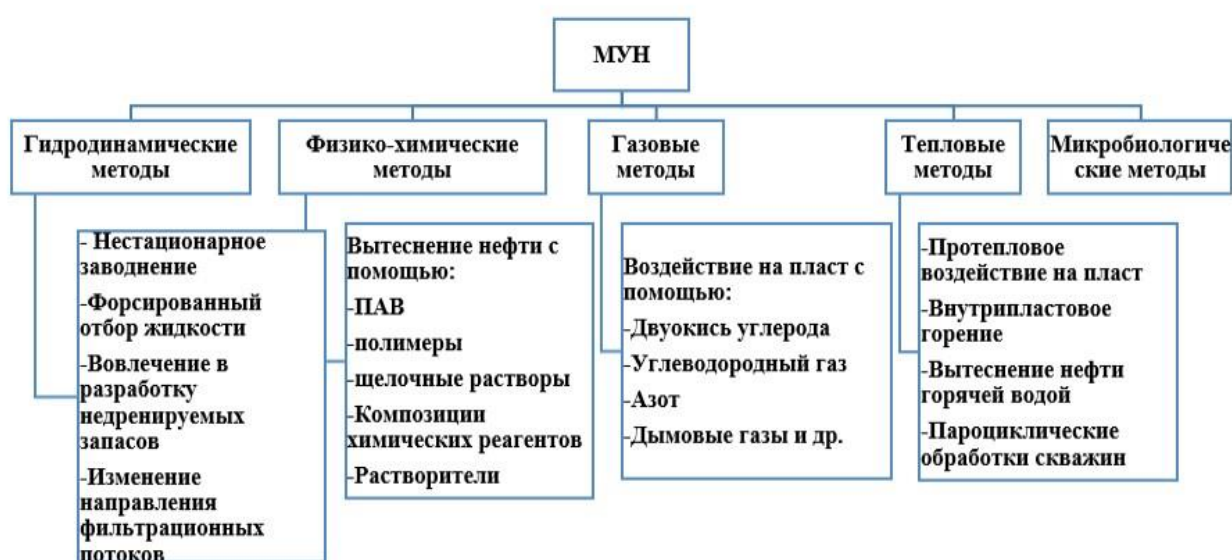 МУН
Гидродинамические
методы
Физико-химические
методы
Газовые
методы
Тепловые
методы
Микробиологиче
ские методы
- Нестационарное
заводнение
-Форсированный
отбор жидкости
-Вовлечение в
разработку
недренируемых
запасов
-Изменение
направления
фильтрационных
потоков
Вытеснение нефти с
помощью:
-ПАВ
-полимеры
-щелочные растворы
-Композиции
химических реагентов
-Растворители
Воздействие на пласт с
помощью:
-Двуокись углерода
-Углеводородный газ
-Азот
-Дымовые газы и др.
-Протепловое
воздействие на пласт
-Внутрипластовое
горение
-Вытеснение нефти
горячей водой
-Пароциклические
обработки скважин